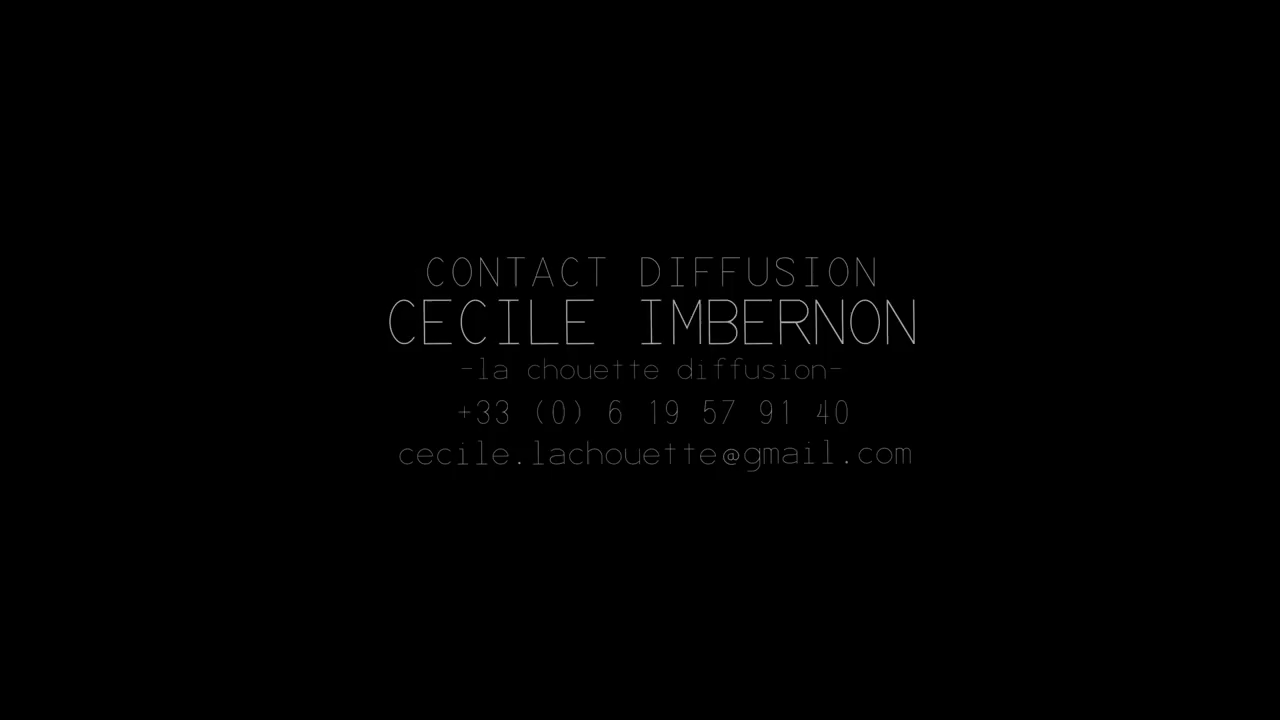 CONTACT DIFFUSION
CECILE IMBERNON
-la chouette diffusion-
+33 (0) 6 19 57 91 40
cecile.lachouette@gmail.com